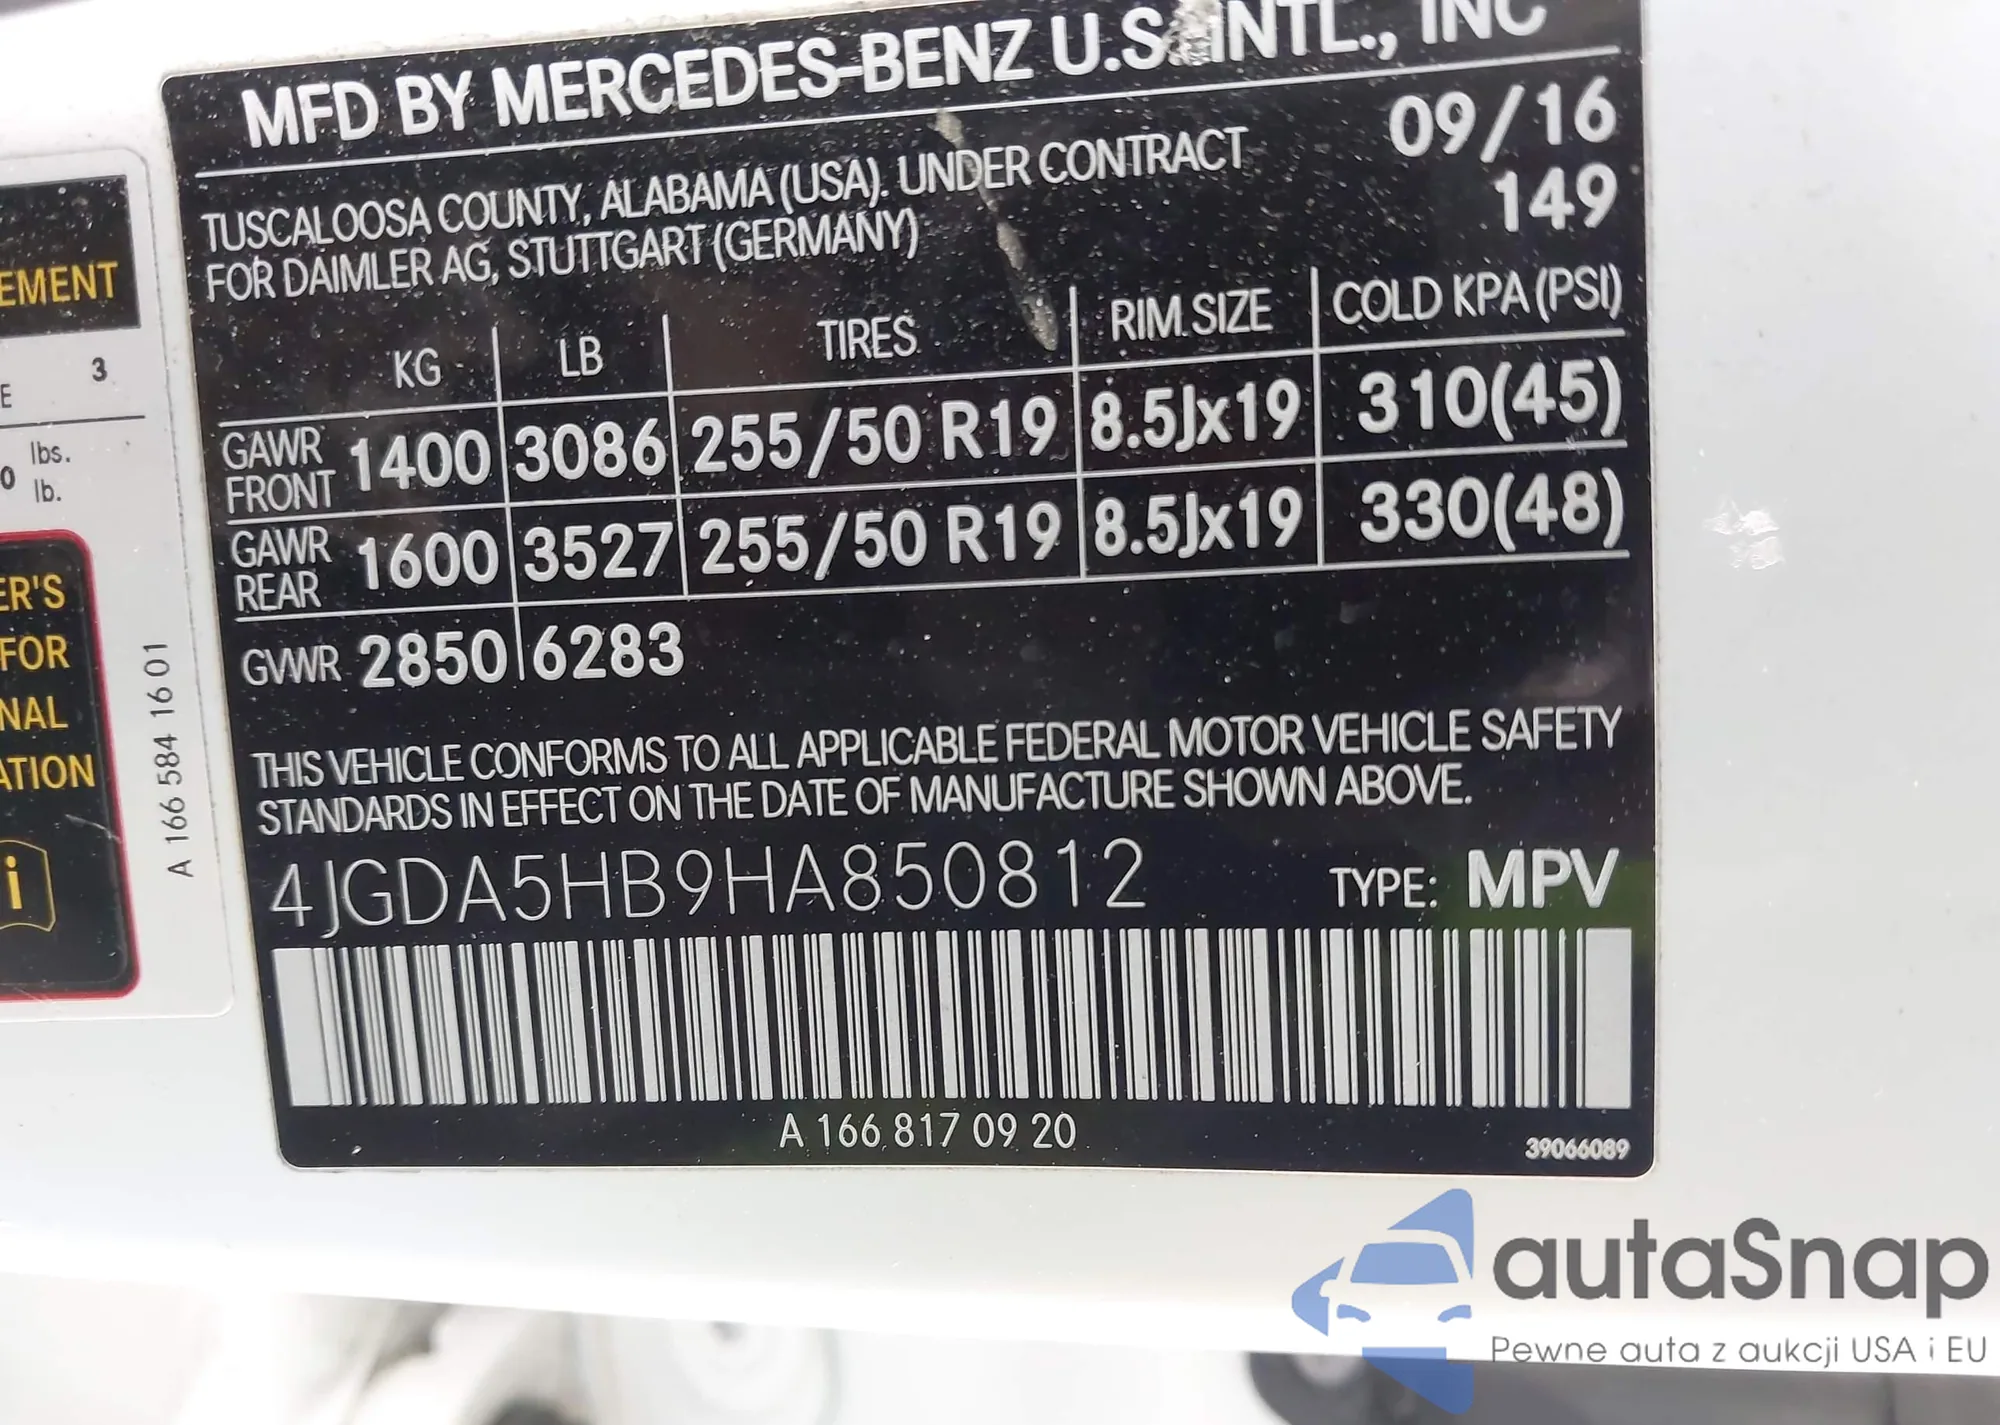 MFD BY MERCEDES-BENZ U.S. INTL., INC
09/16
TUSCALOOSA COUNTY, ALABAMA (USA). UNDER CONTRACT
149
FOR DAIMLER AG, STUTTGART (GERMANY)
KG LB TIRES RIM SIZE COLD KPA (PSI)
GAWR FRONT 1400 3086 255/50 R19 8.5Jx19 310(45)
GAWR REAR 1600 3527 255/50 R19 8.5Jx19 330(48)
GVWR 2850 6283
THIS VEHICLE CONFORMS TO ALL APPLICABLE FEDERAL MOTOR VEHICLE SAFETY
STANDARDS IN EFFECT ON THE DATE OF MANUFACTURE SHOWN ABOVE.
4JGDA5HB9HA850812 TYPE: MPV
A 166 817 09 20
39066089
EMENT
E 3
0 lbs.
lb.
ER'S
FOR
NAL
ATION
i
A 166 584 16 01
autaSnap
Pewne auta z aukcji USA i EU